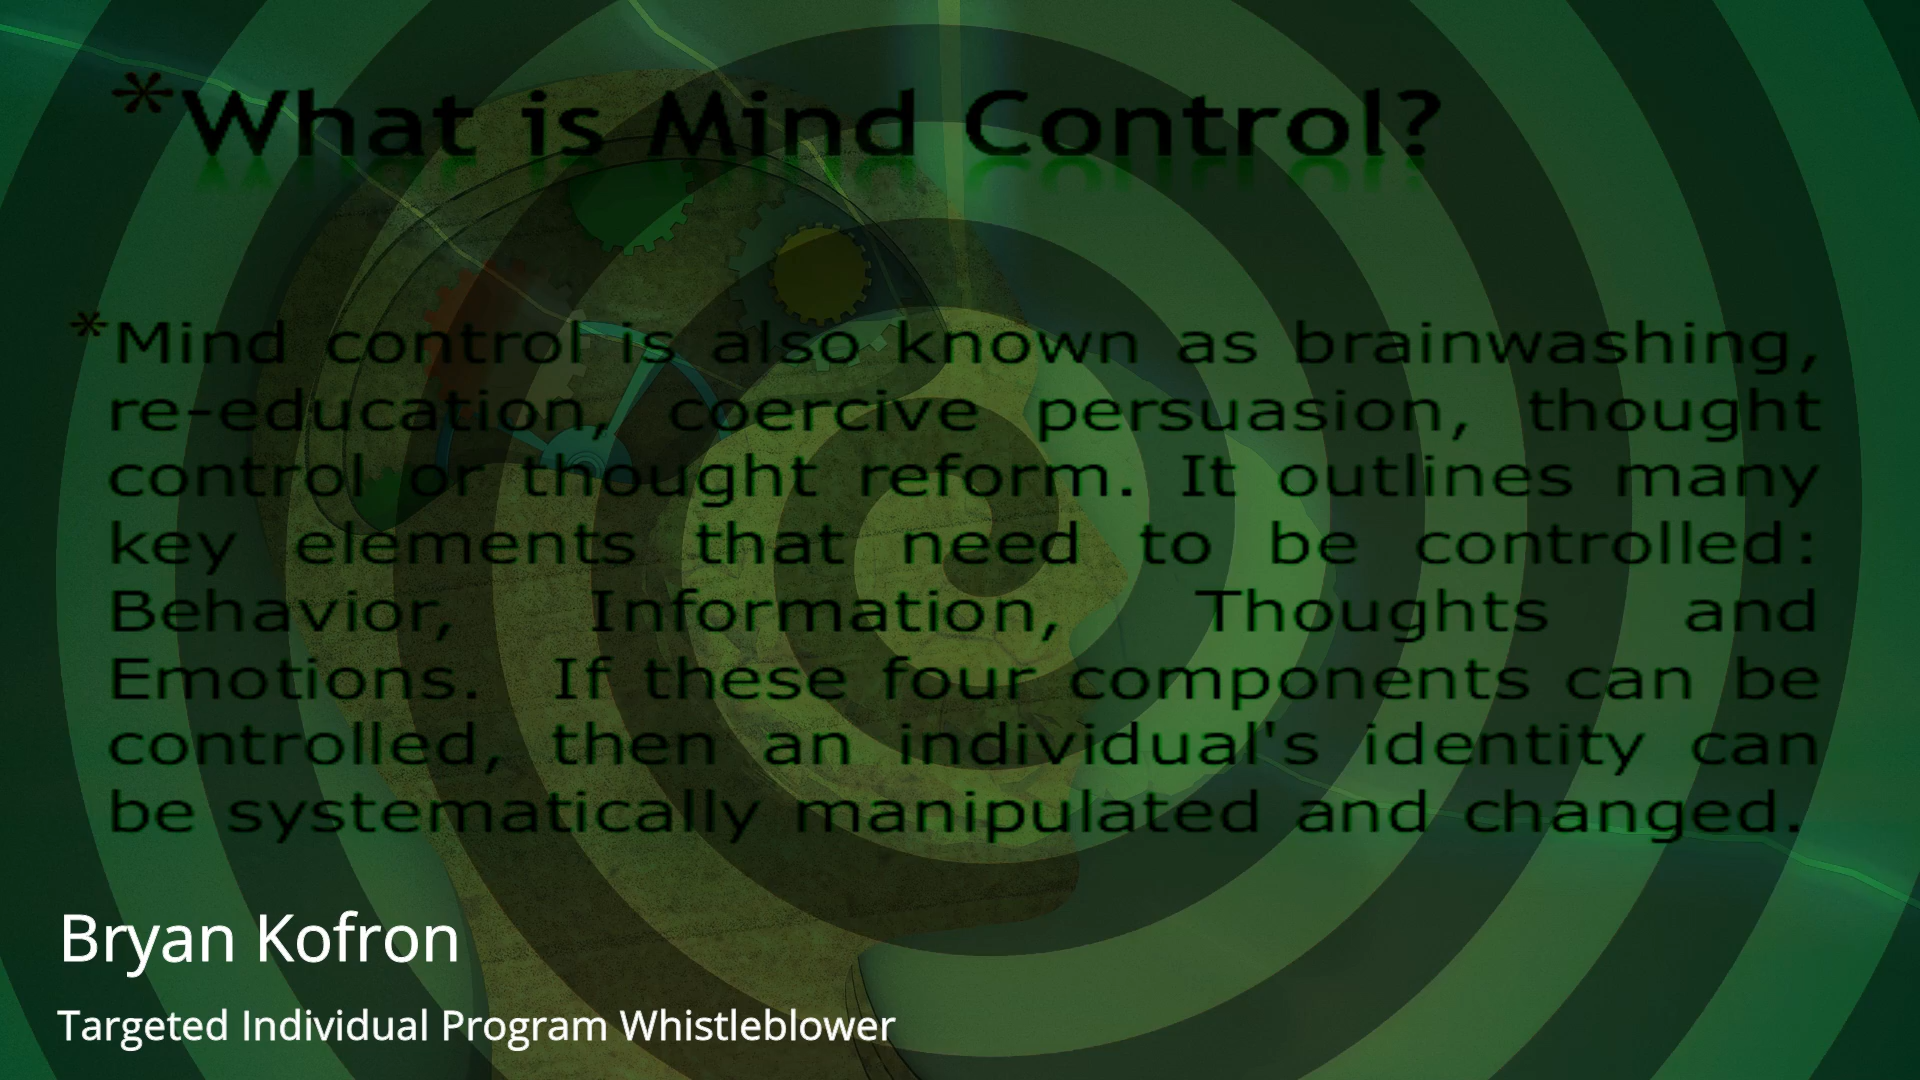 *What is Mind Control?
*Mind control is also known as brainwashing,
re-education, coercive persuasion, thought
control or thought reform. It outlines many
key elements that need to be controlled:
Behavior, Information, Thoughts and
Emotions. If these four components can be
controlled, then an individual's identity can
be systematically manipulated and changed.
Bryan Kofron
Targeted Individual Program Whistleblower